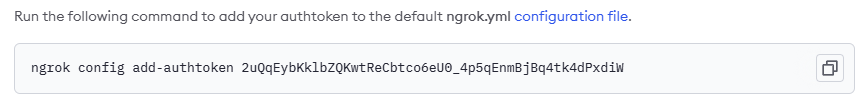 Run the following command to add your authtoken to the default ngrok.yml configuration file.
ngrok config add-authtoken 2uQqEybKklbZQKwtReCbtco6eU0_4p5qEnmBjBq4tk4dPxdiW